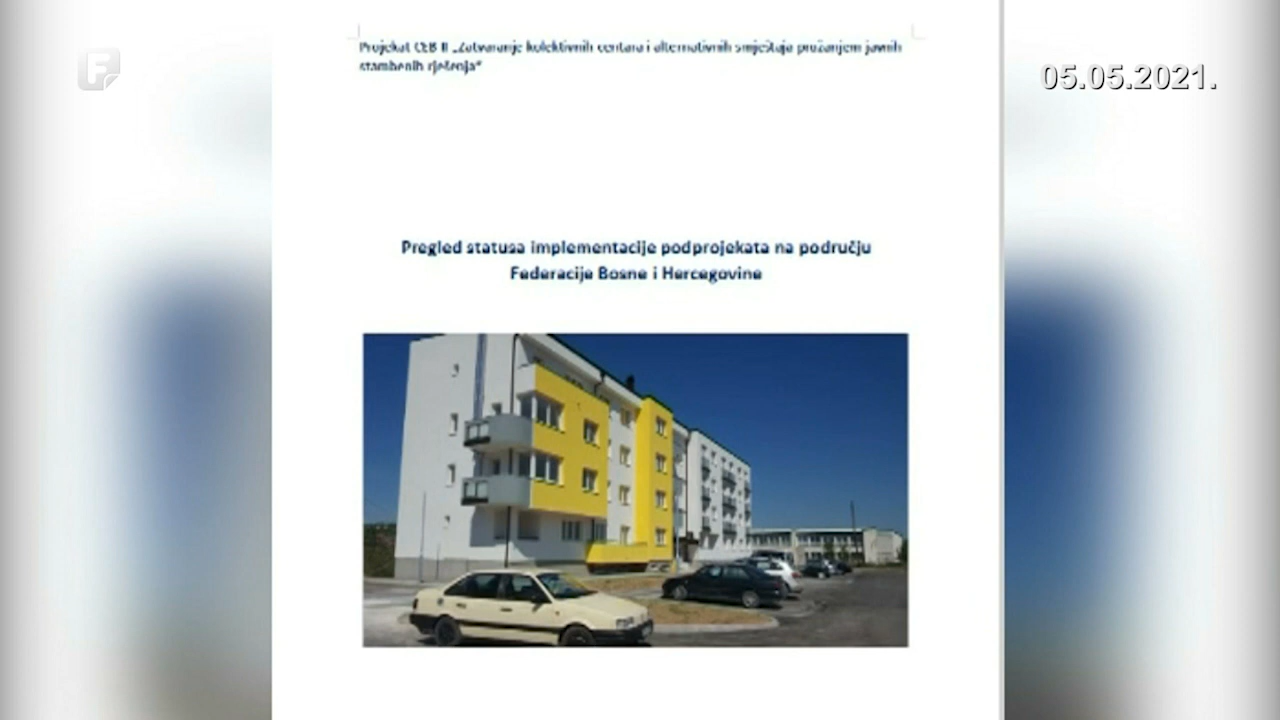 Projekat CEB II „Zatvaranje kolektivnih centara i alternativnih smještaja pružanjem javnih
stambenih rješenja“
05.05.2021.
Pregled statusa implementacije podprojekata na području
Federacije Bosne i Hercegovine